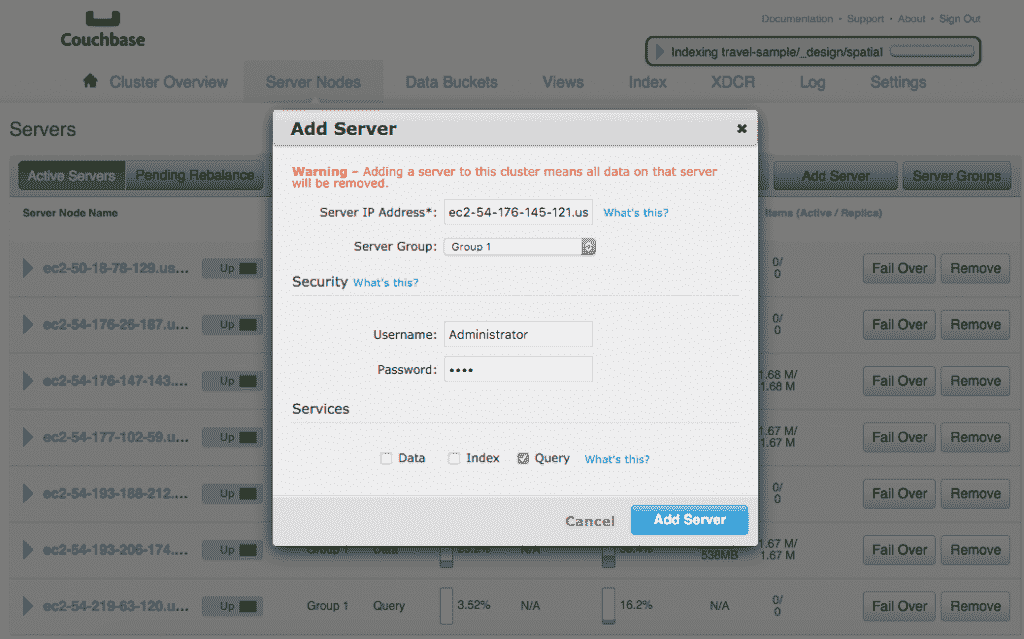 Couchbase
Documentation • Support • About • Sign Out
Indexing travel-sample/_design/spatial
Cluster Overview Server Nodes Data Buckets Views Index XDCR Log Settings
Servers
Active Servers Pending Rebalance Add Server Server Groups
Server Node Name Items (Active / Replica)
Add Server
Warning – Adding a server to this cluster means all data on that server
will be removed.
Server IP Address*: ec2-54-176-145-121.us What's this?
Server Group: Group 1
Security What's this?
Username: Administrator
Password: ••••
Services
Data Index Query What's this?
Cancel Add Server
ec2-50-18-78-129.us... Up 0/
0 Fail Over Remove
ec2-54-176-26-187.u... Up 0/
0 Fail Over Remove
ec2-54-176-147-143.... Up 1.68 M/
1.68 M Fail Over Remove
ec2-54-177-102-59.u... Up 1.67 M/
1.67 M Fail Over Remove
ec2-54-193-188-212.... Up 0/
0 Fail Over Remove
ec2-54-193-206-174.... Up Group 1 Data N/A 538MB 1.67 M/
1.67 M Fail Over Remove
ec2-54-219-63-120.u... Up Group 1 Query 3.52% N/A 16.2% N/A 0/
0 Fail Over Remove